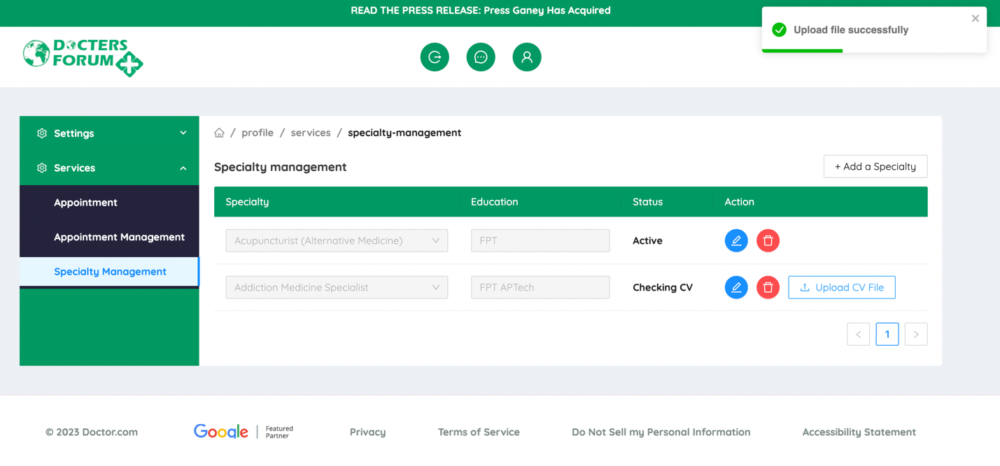 READ THE PRESS RELEASE: Press Ganey Has Acquired
Upload file successfully
DOCTERS
FORUM
Settings
Services
Appointment
Appointment Management
Specialty Management
/ profile / services / specialty-management
Specialty management
+ Add a Specialty
Specialty Education Status Action
Acupuncturist (Alternative Medicine) FPT Active
Addiction Medicine Specialist FPT APTech Checking CV Upload CV File
< 1 >
© 2023 Doctor.com
Google | Featured
Partner
Privacy
Terms of Service
Do Not Sell my Personal Information
Accessibility Statement